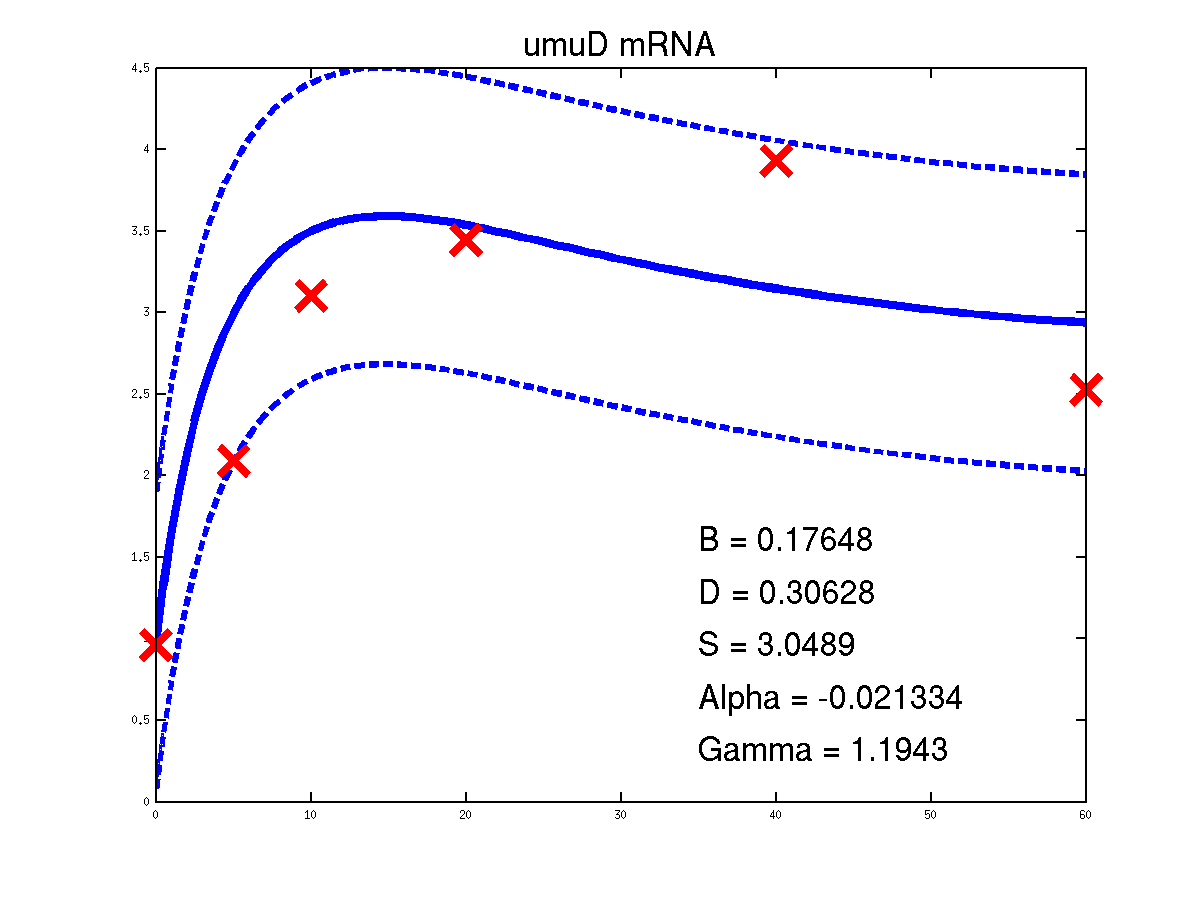 umuD mRNA
4.5
4
3.5
3
2.5
2
1.5
0.5
0
0 10 20 30 40 50 60
B = 0.17648
D = 0.30628
S = 3.0489
Alpha = -0.021334
Gamma = 1.1943